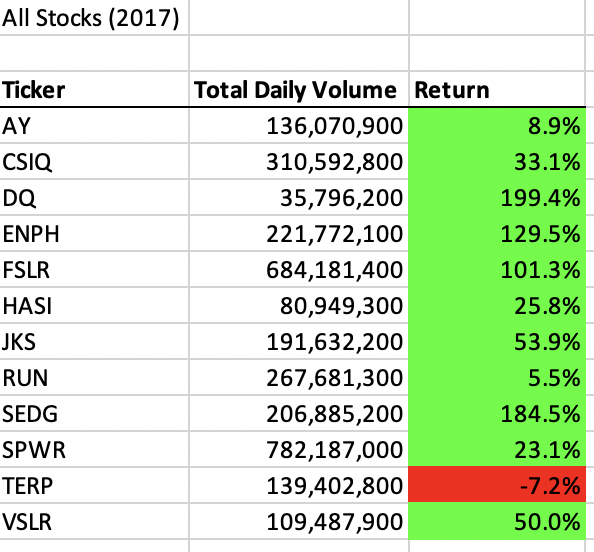 All Stocks (2017)
Ticker Total Daily Volume Return
AY 136,070,900 8.9%
CSIQ 310,592,800 33.1%
DQ 35,796,200 199.4%
ENPH 221,772,100 129.5%
FSLR 684,181,400 101.3%
HASI 80,949,300 25.8%
JKS 191,632,200 53.9%
RUN 267,681,300 5.5%
SEDG 206,885,200 184.5%
SPWR 782,187,000 23.1%
TERP 139,402,800 -7.2%
VSLR 109,487,900 50.0%